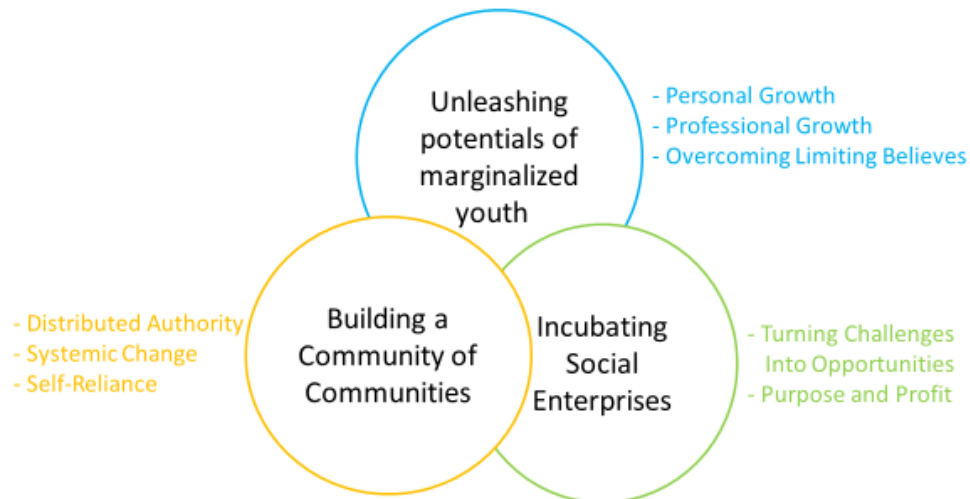 Unleashing
potentials of
marginalized
youth
- Personal Growth
- Professional Growth
- Overcoming Limiting Believes
- Distributed Authority
- Systemic Change
- Self-Reliance
Building a
Community of
Communities
Incubating
Social
Enterprises
- Turning Challenges
Into Opportunities
- Purpose and Profit